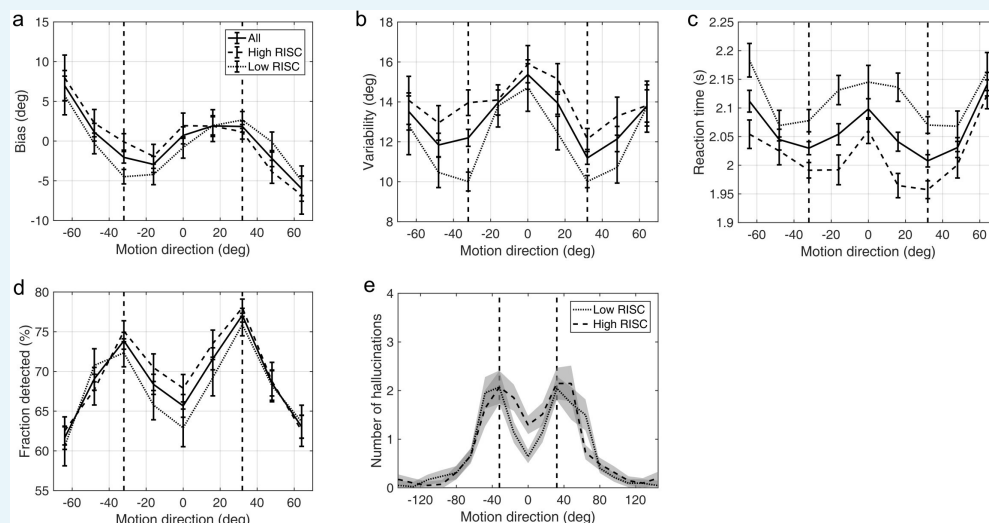 a
Bias (deg)
10
5
0
-5
-10
-60 -40 -20 0 20 40 60
Motion direction (deg)
All
High RISC
Low RISC
b
Variability (deg)
18
16
14
12
10
8
-60 -40 -20 0 20 40 60
Motion direction (deg)
c
Reaction time (s)
2.25
2.2
2.15
2.1
2.05
2
1.95
1.9
-60 -40 -20 0 20 40 60
Motion direction (deg)
d
Fraction detected (%)
80
75
70
65
60
55
-60 -40 -20 0 20 40 60
Motion direction (deg)
e
Number of hallucinations
4
3
2
1
0
-120 -80 -40 0 40 80 120
Motion direction (deg)
Low RISC
High RISC